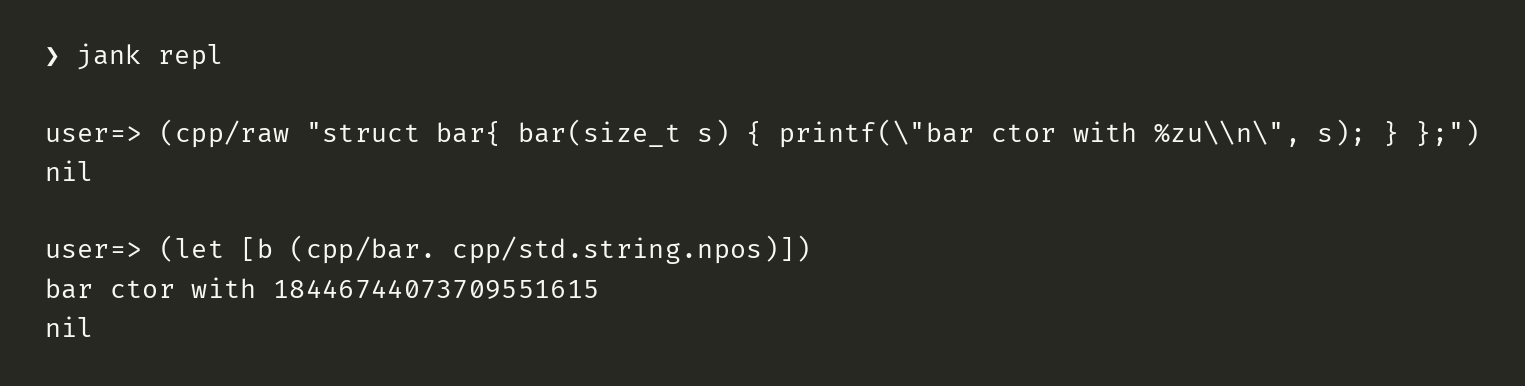 ❯ jank repl
user=> (cpp/raw "struct bar{ bar(size_t s) { printf(\"bar ctor with %zu\\n\", s); } };")
nil
user=> (let [b (cpp/bar. cpp/std.string.npos)])
bar ctor with 18446744073709551615
nil